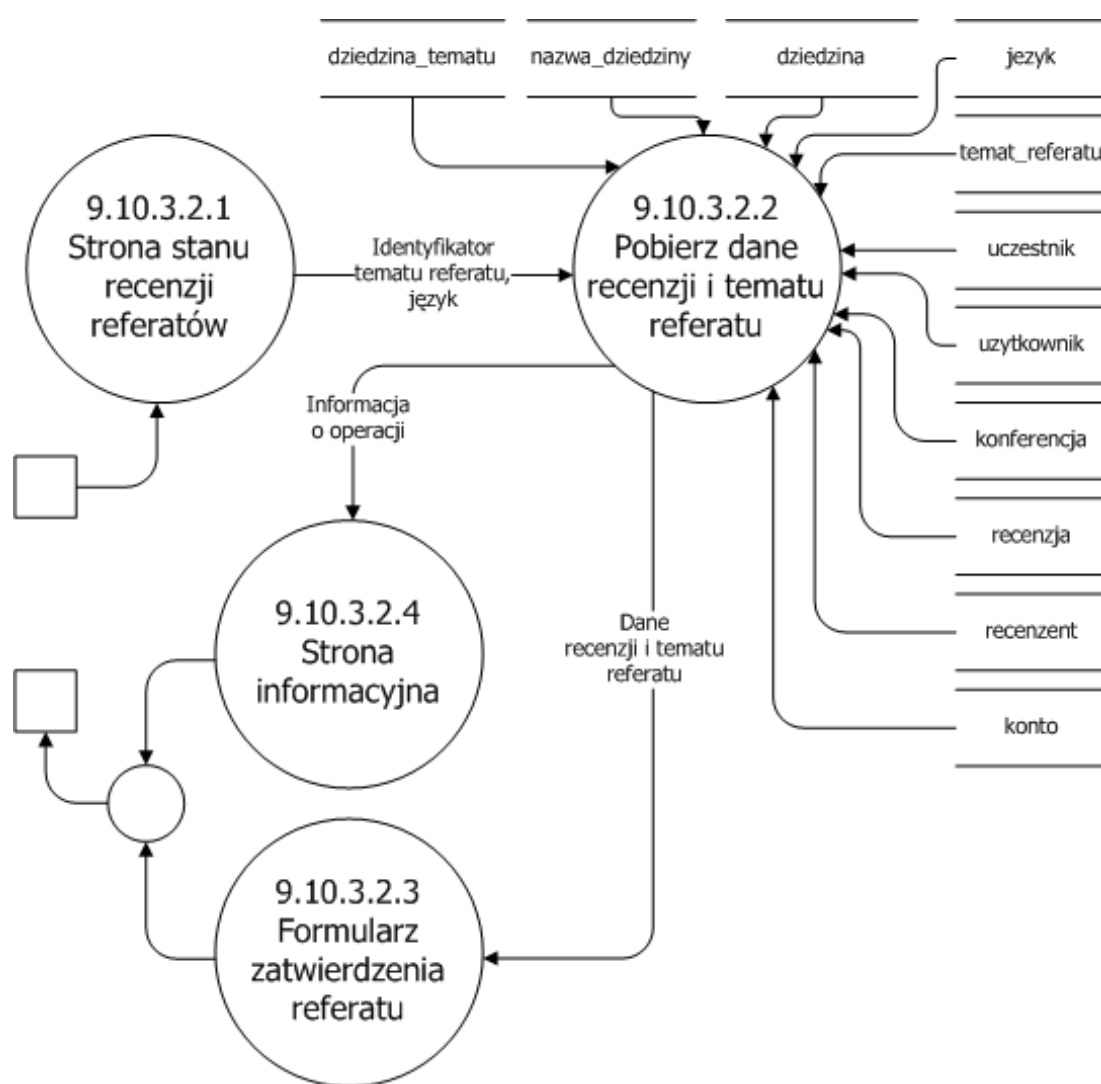 dziedzina_tematu
nazwa_dziedziny
dziedzina
jezyk
temat_referatu
uczestnik
uzytkownik
konferencja
recenzja
recenzent
konto
9.10.3.2.1
Strona stanu
recenzji
referatów
Identyfikator
tematu referatu,
język
9.10.3.2.2
Pobierz dane
recenzji i tematu
referatu
Informacja
o operacji
9.10.3.2.4
Strona
informacyjna
Dane
recenzji i tematu
referatu
9.10.3.2.3
Formularz
zatwierdzenia
referatu